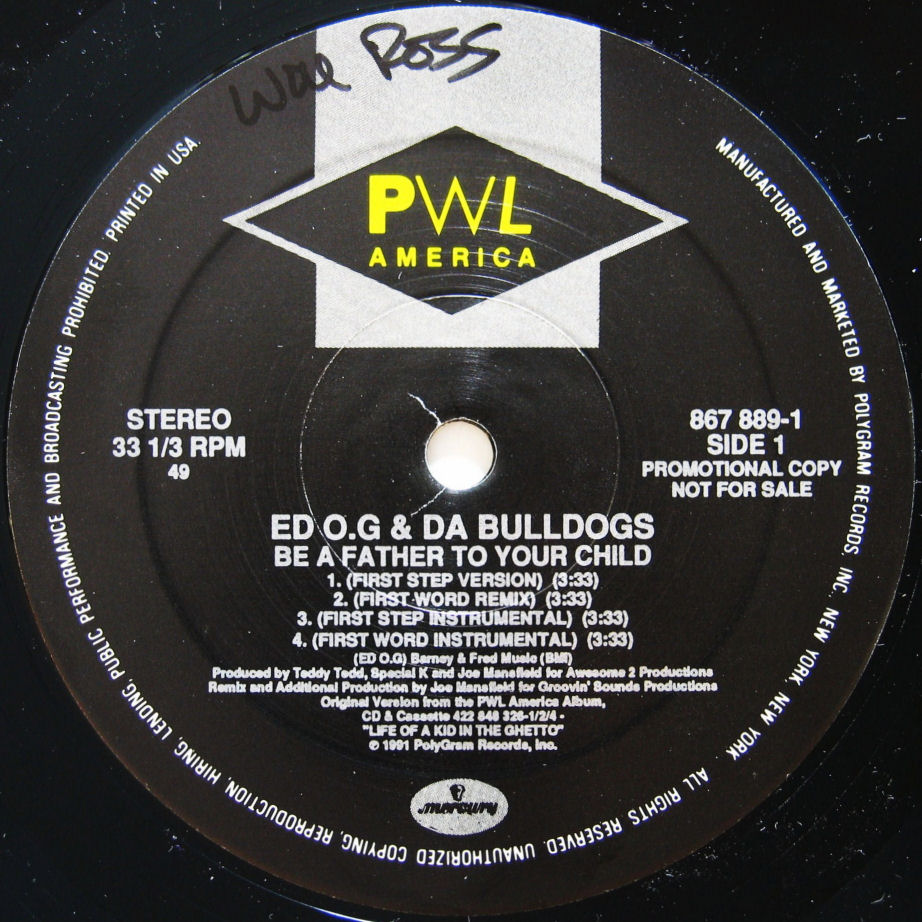 Ross
PWL
AMERICA
STEREO
33 1/3 RPM
49
867 889-1
SIDE 1
PROMOTIONAL COPY
NOT FOR SALE
ED O.G & DA BULLDOGS
BE A FATHER TO YOUR CHILD
1. (FIRST STEP VERSION) (3:33)
2. (FIRST WORD REMIX) (3:33)
3. (FIRST STEP INSTRUMENTAL) (3:33)
4. (FIRST WORD INSTRUMENTAL) (3:33)
(ED O.G) Barney & Fred Music (BMI)
Produced by Teddy Tedd, Special K and Joe Mansfield for Awesome 2 Productions
Remix and Additional Production by Joe Mansfield for Groovin' Sounds Productions
Original Version from the PWL America Album,
CD & Cassette 422 848 326-1/2/4 -
"LIFE OF A KID IN THE GHETTO"
℗ 1991 PolyGram Records, Inc.
mercury
MANUFACTURED AND MARKETED BY POLYGRAM RECORDS, INC. NEW YORK, NEW YORK. ALL RIGHTS RESERVED. UNAUTHORIZED COPYING, REPRODUCTION, HIRING, LENDING, PUBLIC PERFORMANCE AND BROADCASTING PROHIBITED. PRINTED IN USA.